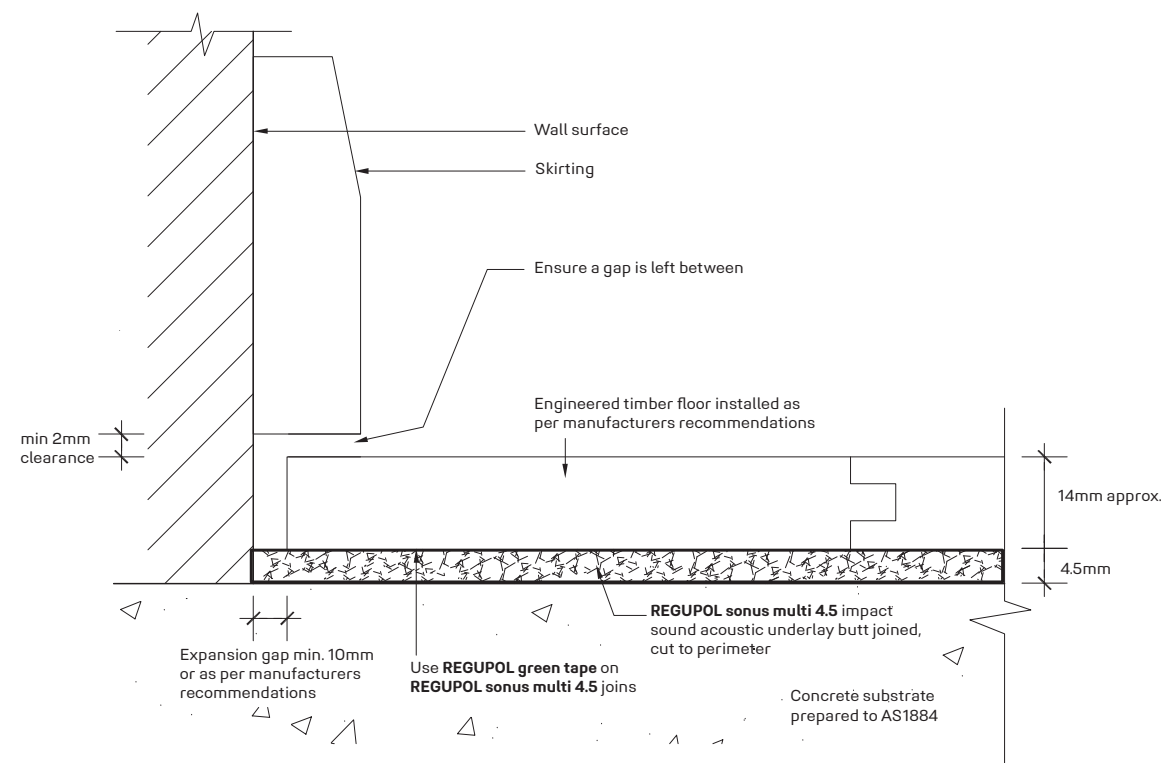 Wall surface
Skirting
Ensure a gap is left between
Engineered timber floor installed as
per manufacturers recommendations
min 2mm
clearance
14mm approx.
4.5mm
REGUPOL sonus multi 4.5 impact
sound acoustic underlay butt joined,
cut to perimeter
Expansion gap min. 10mm
or as per manufacturers
recommendations
Use REGUPOL green tape on
REGUPOL sonus multi 4.5 joins
Concrete substrate
prepared to AS1884